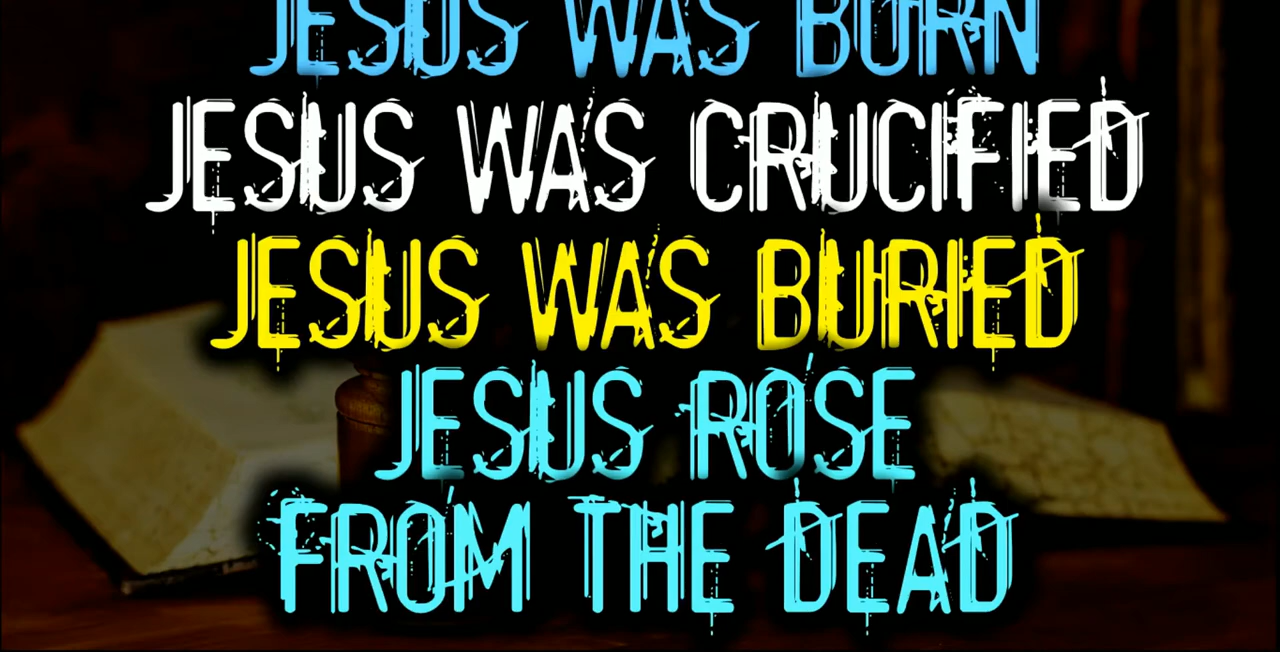 JESUS WAS BORN
JESUS WAS CRUCIFIED
JESUS WAS BURIED
JESUS ROSE
FROM THE DEAD